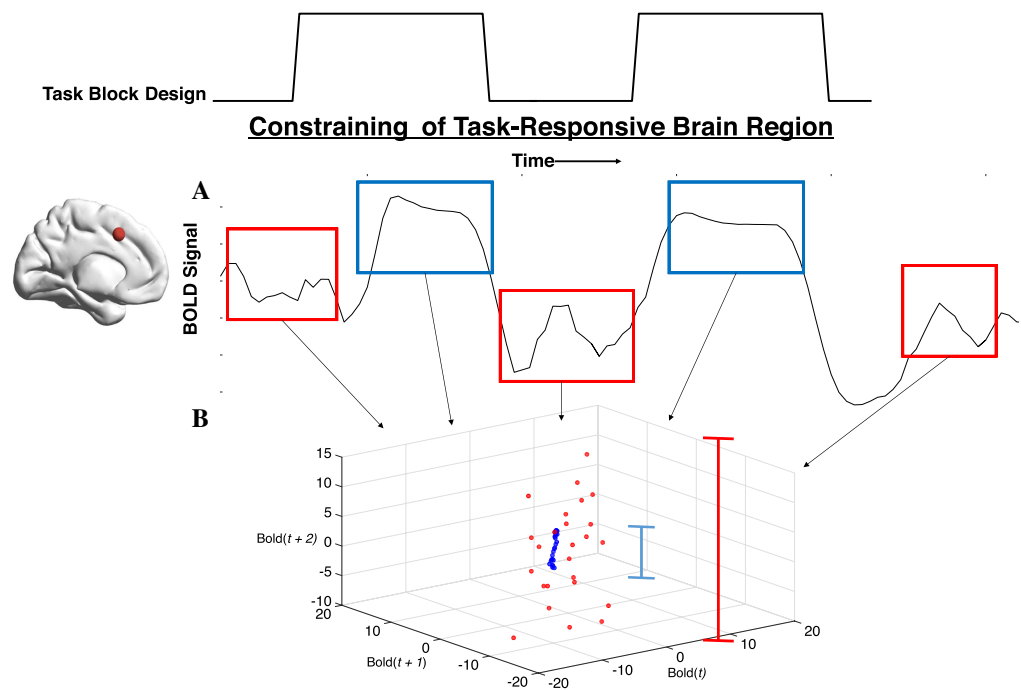 Task Block Design
Constraining of Task-Responsive Brain Region
Time
A
BOLD Signal
B
15
10
5
0
-5
-10
Bold(t + 2)
20
10
0
-10
-20
Bold(t + 1)
-20
-10
0
10
20
Bold(t)